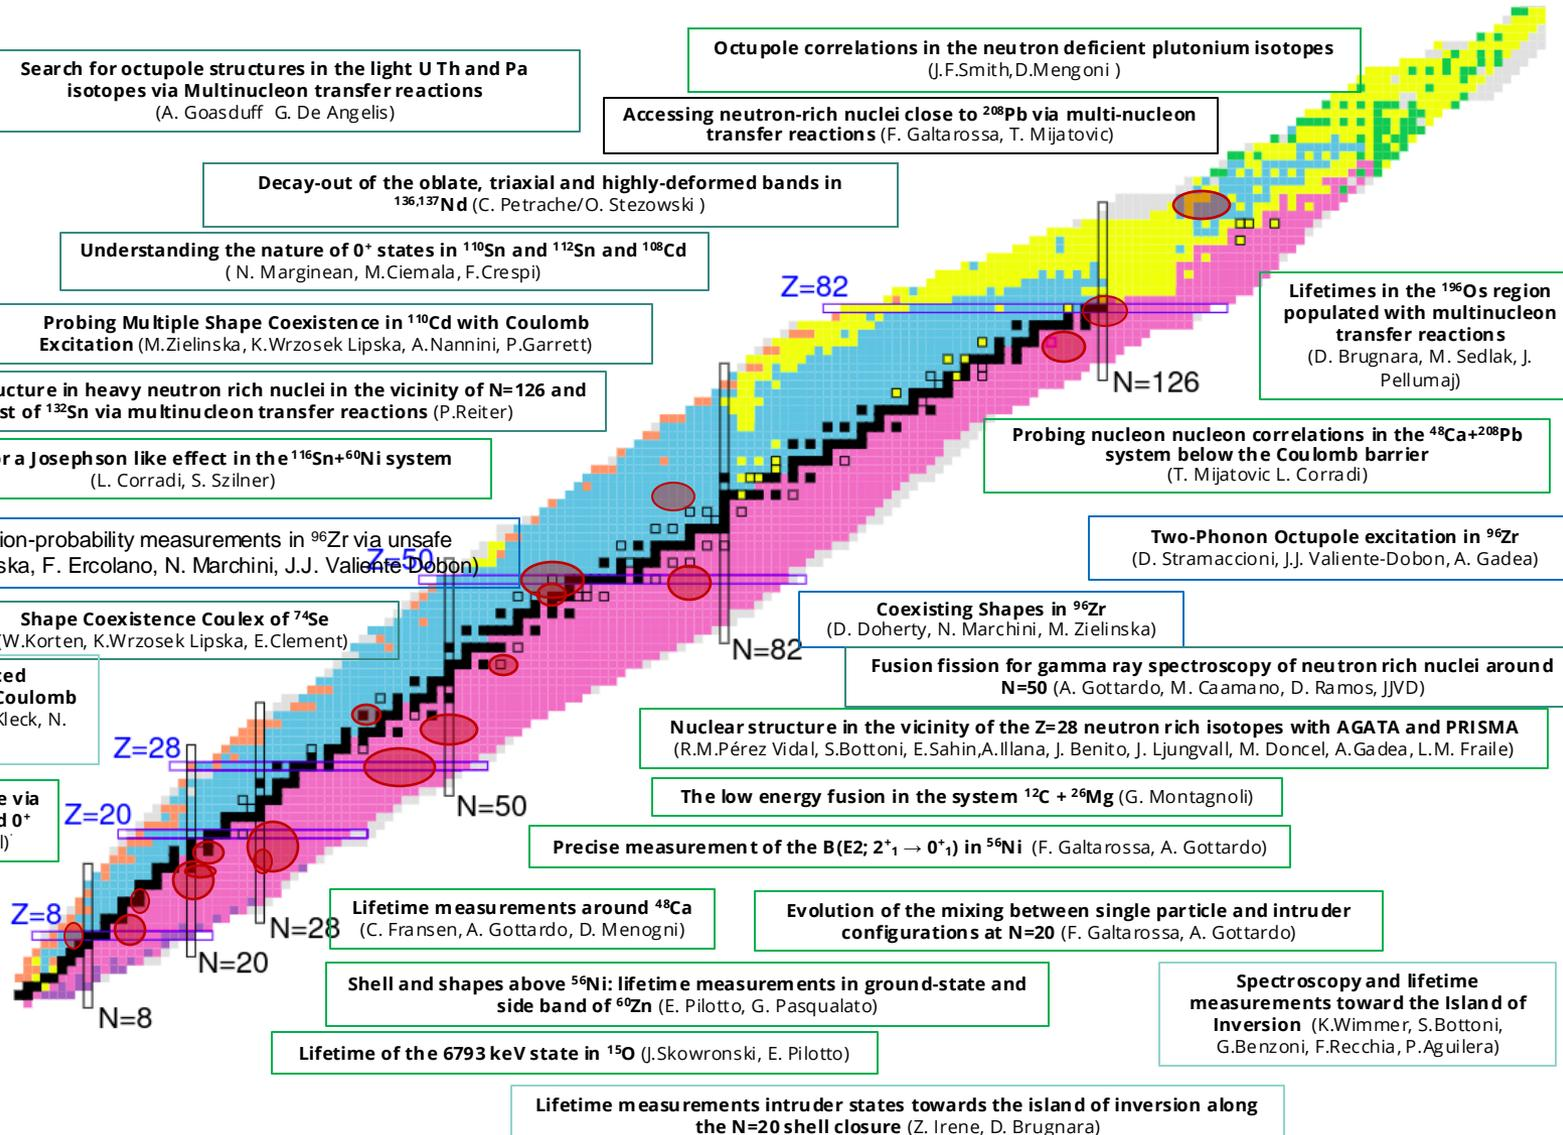 Octupole correlations in the neutron deficient plutonium isotopes
(J.F.Smith,D.Mengoni )
Search for octupole structures in the light U Th and Pa
isotopes via Multinucleon transfer reactions
(A. Goasduff G. De Angelis)
Accessing neutron-rich nuclei close to ²⁰⁸Pb via multi-nucleon
transfer reactions (F. Galtarossa, T. Mijatovic)
Decay-out of the oblate, triaxial and highly-deformed bands in
¹³⁶,¹³⁷Nd (C. Petrache/O. Stezowski )
Understanding the nature of 0⁺ states in ¹¹⁰Sn and ¹¹²Sn and ¹⁰⁸Cd
( N. Marginean, M.Ciemala, F.Crespi)
Z=82
Lifetimes in the ¹⁹⁶Os region
populated with multinucleon
transfer reactions
(D. Brugnara, M. Sedlak, J.
Pellumaj)
Probing Multiple Shape Coexistence in ¹¹⁰Cd with Coulomb
Excitation (M.Zielinska, K.Wrzosek Lipska, A.Nannini, P.Garrett)
N=126
ucture in heavy neutron rich nuclei in the vicinity of N=126 and
st of ¹³²Sn via multinucleon transfer reactions (P.Reiter)
Probing nucleon nucleon correlations in the ⁴⁸Ca+²⁰⁸Pb
system below the Coulomb barrier
(T. Mijatovic L. Corradi)
or a Josephson like effect in the ¹¹⁶Sn+⁶⁰Ni system
(L. Corradi, S. Szilner)
ion-probability measurements in ⁹⁶Zr via unsafe
ska, F. Ercolano, N. Marchini, J.J. Valiente Dobon)
Z=50
Two-Phonon Octupole excitation in ⁹⁶Zr
(D. Stramaccioni, J.J. Valiente-Dobon, A. Gadea)
Coexisting Shapes in ⁹⁶Zr
(D. Doherty, N. Marchini, M. Zielinska)
Shape Coexistence Coulex of ⁷⁴Se
(W.Korten, K.Wrzosek Lipska, E.Clement)
N=82
Fusion fission for gamma ray spectroscopy of neutron rich nuclei around
N=50 (A. Gottardo, M. Caamano, D. Ramos, JJVD)
ted
Coulomb
Kleck, N.
Nuclear structure in the vicinity of the Z=28 neutron rich isotopes with AGATA and PRISMA
(R.M.Pérez Vidal, S.Bottoni, E.Sahin,A.Illana, J. Benito, J. Ljungvall, M. Doncel, A.Gadea, L.M. Fraile)
Z=28
N=50
The low energy fusion in the system ¹²C + ²⁶Mg (G. Montagnoli)
e via
d 0⁺
l)
Z=20
Precise measurement of the B(E2; 2⁺₁ → 0⁺₁) in ⁵⁶Ni (F. Galtarossa, A. Gottardo)
Z=8
N=28
Lifetime measurements around ⁴⁸Ca
(C. Fransen, A. Gottardo, D. Menogni)
Evolution of the mixing between single particle and intruder
configurations at N=20 (F. Galtarossa, A. Gottardo)
N=20
N=8
Shell and shapes above ⁵⁶Ni: lifetime measurements in ground-state and
side band of ⁶⁰Zn (E. Pilotto, G. Pasqualato)
Spectroscopy and lifetime
measurements toward the Island of
Inversion (K.Wimmer, S.Bottoni,
G.Benzoni, F.Recchia, P.Aguilera)
Lifetime of the 6793 keV state in ¹⁵O (J.Skowronski, E. Pilotto)
Lifetime measurements intruder states towards the island of inversion along
the N=20 shell closure (Z. Irene, D. Brugnara)